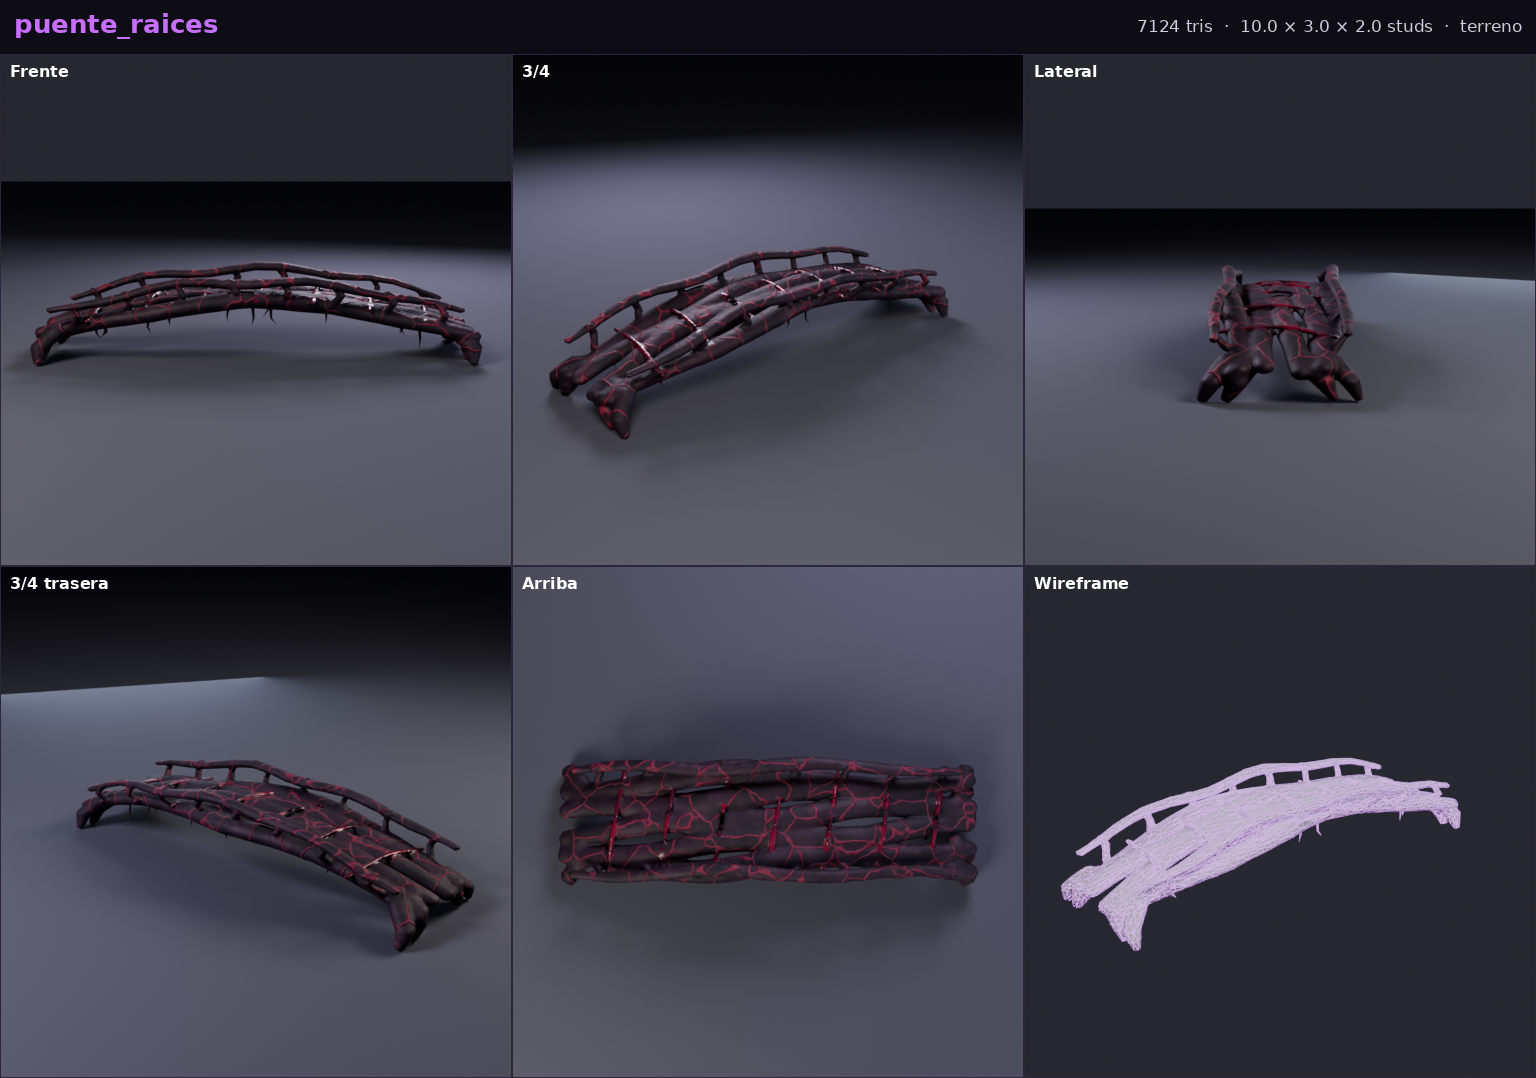 puente_raices
7124 tris · 10.0 × 3.0 × 2.0 studs · terreno
Frente
3/4
Lateral
3/4 trasera
Arriba
Wireframe